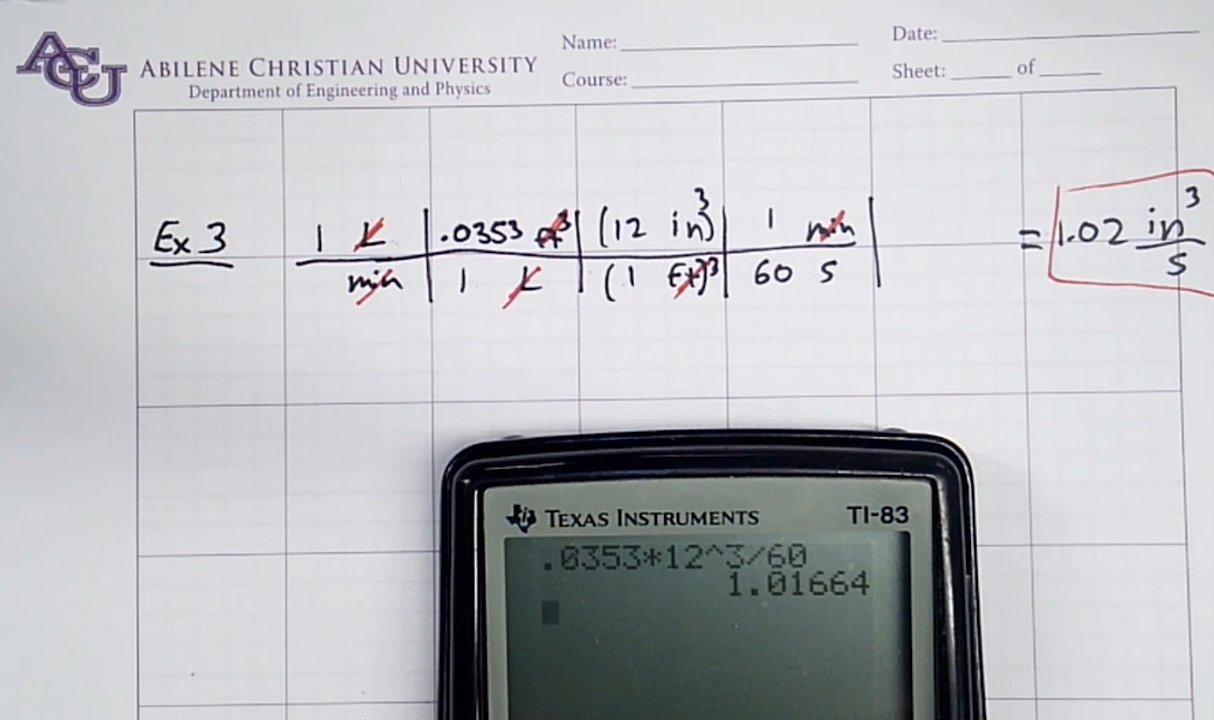 ACU
ABILENE CHRISTIAN UNIVERSITY
Department of Engineering and Physics
Name:
Course:
Date:
Sheet: of
Ex 3
1 L | .0353 ft³ | (12 in)³ | 1 min | = 1.02 in³
min | 1 L | (1 ft)³ | 60 s | s
TEXAS INSTRUMENTS TI-83
.0353*12^3/60
1.01664